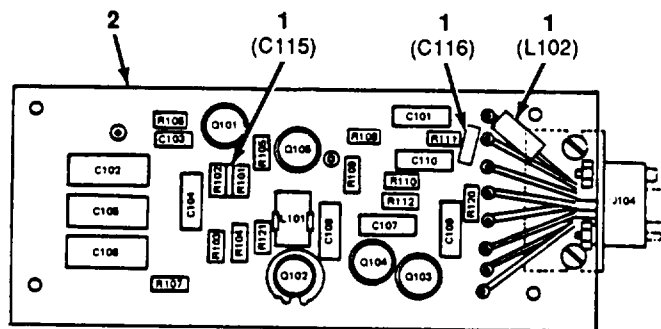 2
1
(C115)
1
(C116)
1
(L102)
R106
C103
Q101
R105
Q105
R108
C101
R111
C110
C102
C104
R102
R101
R109
R110
R112
R120
J104
C105
L101
C108
C107
C109
C106
R103
R104
R121
Q102
Q104
Q103
R107